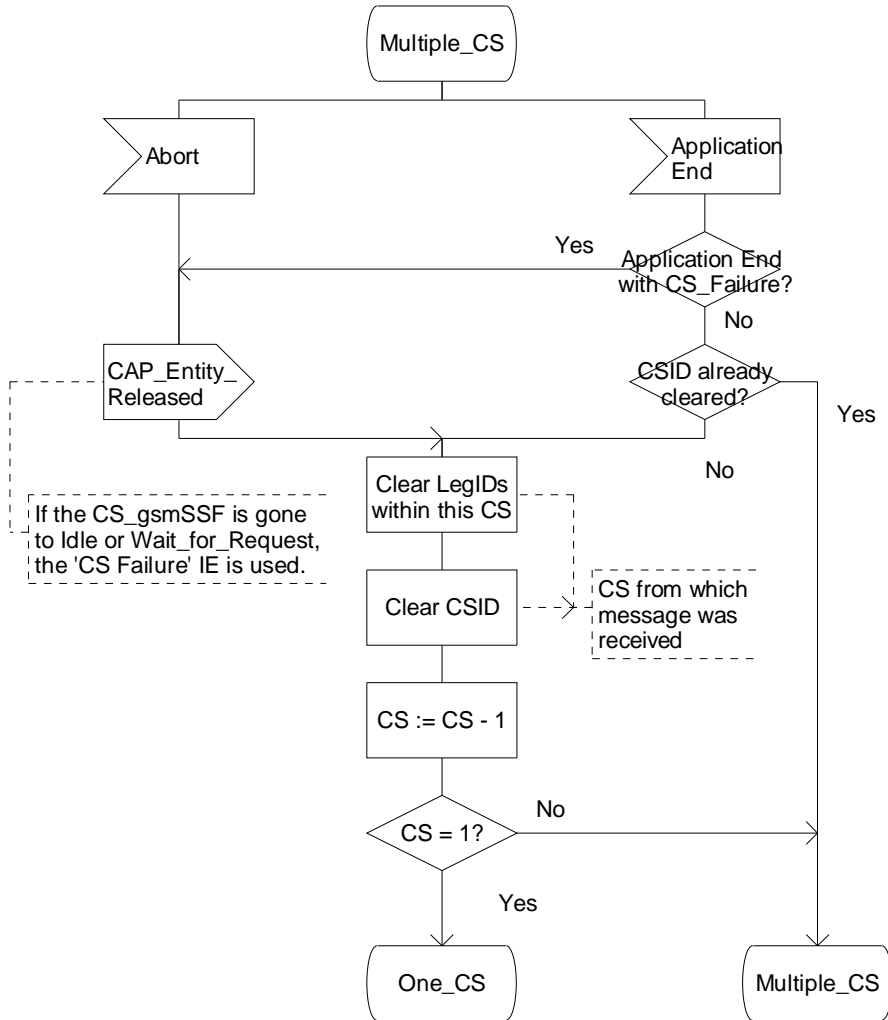 Multiple_CS
Abort
Application
End
Yes
Application End
with CS_Failure?
No
CAP_Entity_
Released
CSID already
cleared?
Yes
No
Clear LegIDs
within this CS
If the CS_gsmSSF is gone
to Idle or Wait_for_Request,
the 'CS Failure' IE is used.
Clear CSID
CS from which
message was
received
CS := CS - 1
No
CS = 1?
Yes
One_CS
Multiple_CS